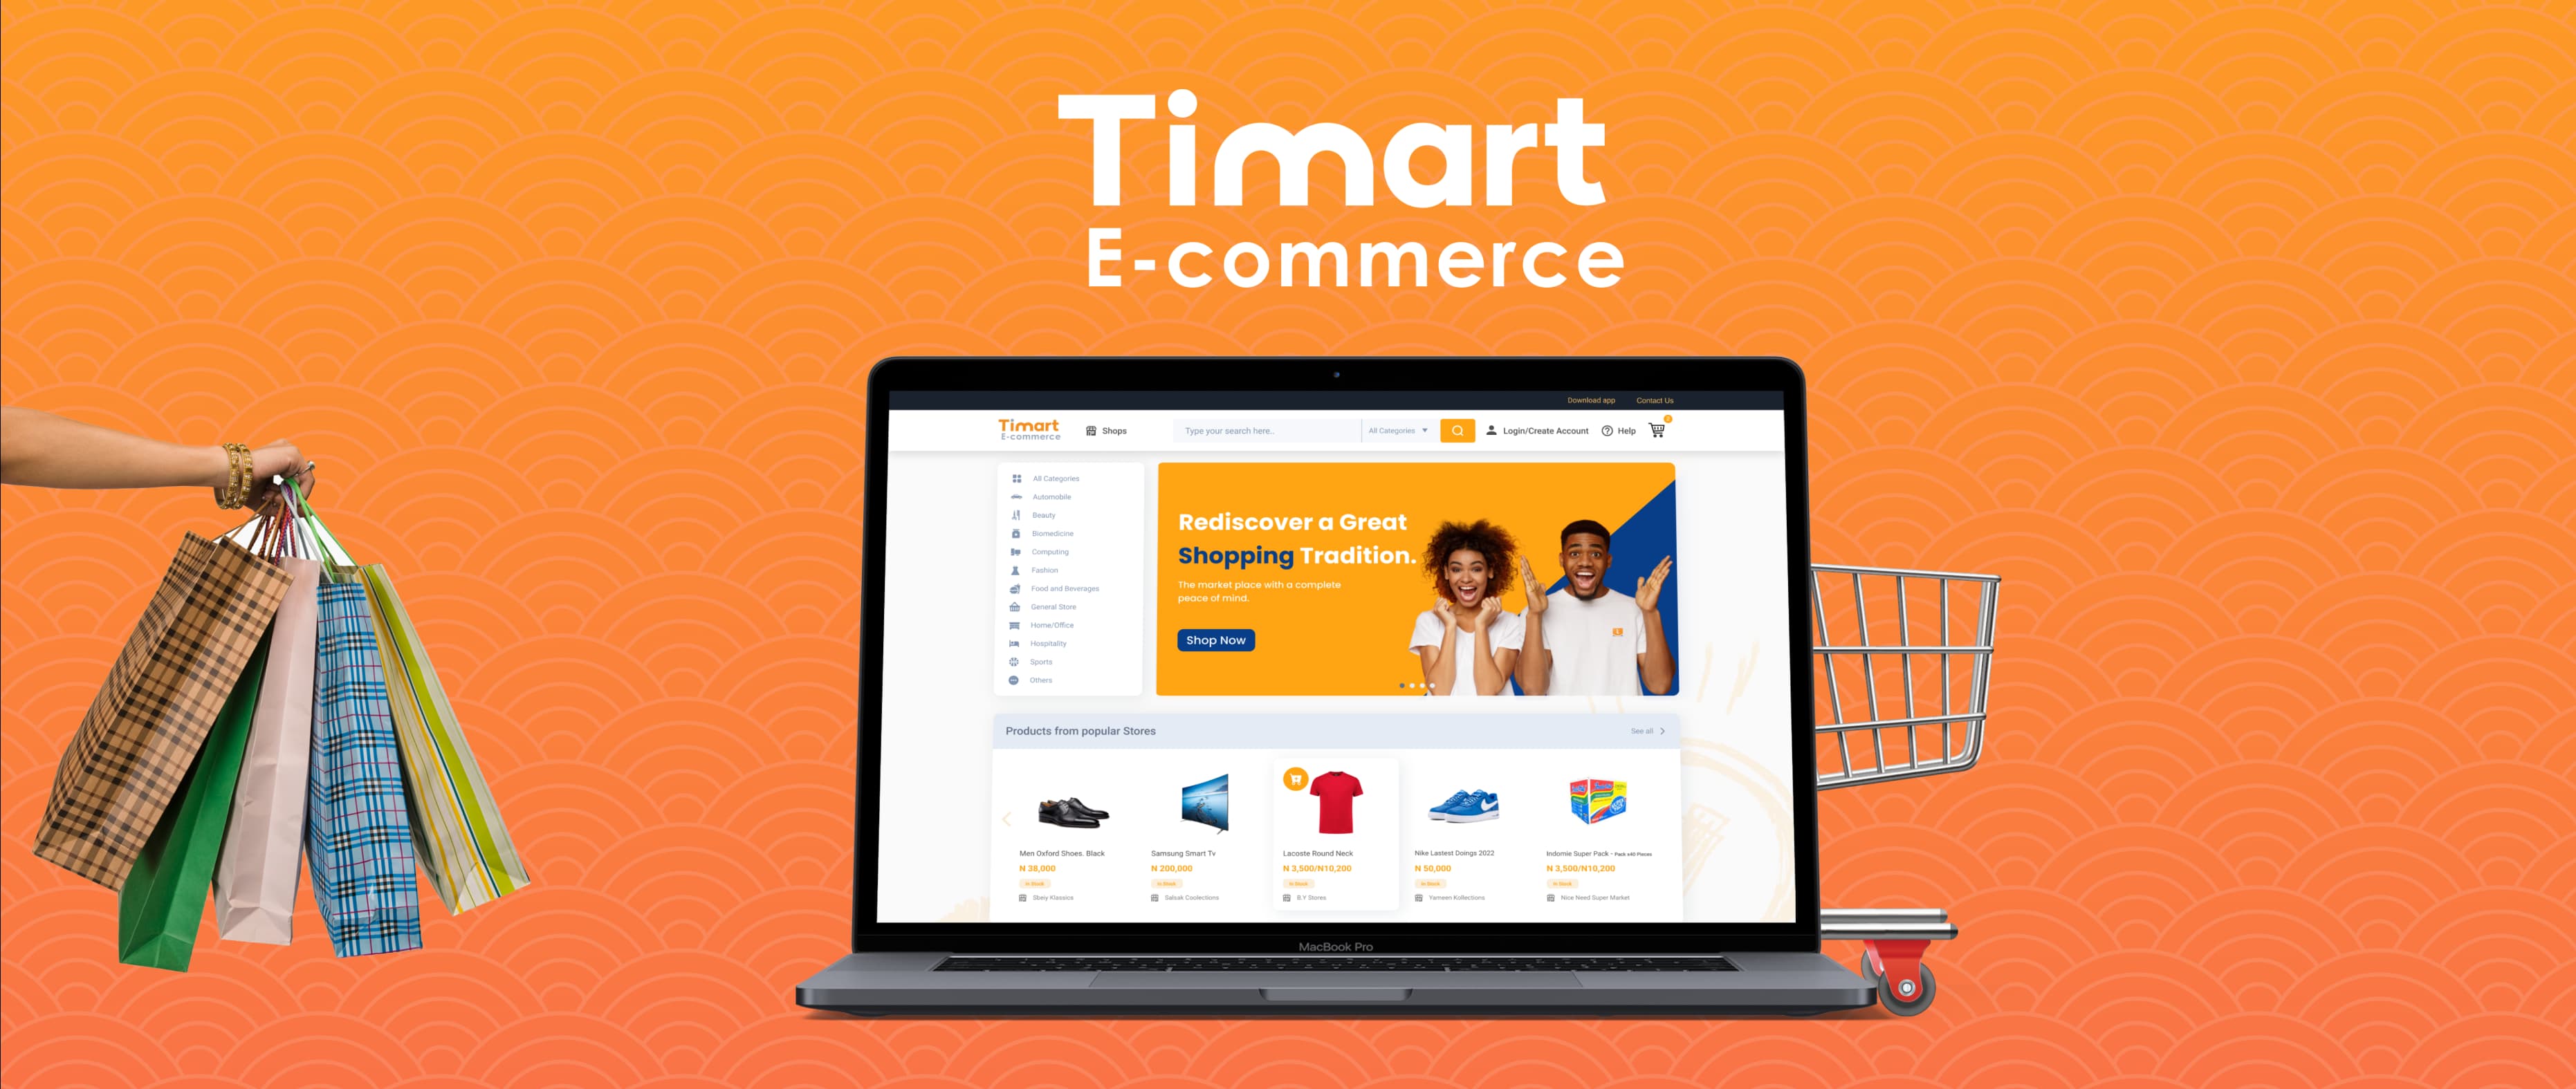 Timart
E-commerce
Download app Contact Us
Timart
E-commerce
Shops
Type your search here..
All Categories
Login/Create Account
Help
0
All Categories
Automobile
Beauty
Biomedicine
Computing
Fashion
Food and Beverages
General Store
Home/Office
Hospitality
Sports
Others
Rediscover a Great
Shopping Tradition.
The market place with a complete
peace of mind.
Shop Now
Products from popular Stores
See all
Men Oxford Shoes. Black
N 38,000
In Stock
Sbey Klassics
Samsung Smart Tv
N 200,000
In Stock
Salsak Coolections
Lacoste Round Neck
N 3,500/N10,200
In Stock
B.Y Stores
Nike Lastest Doings 2022
N 50,000
In Stock
Yameen Kollections
Indomie Super Pack - Pack x40 Pieces
N 3,500/N10,200
In Stock
Nice Need Super Market
MacBook Pro